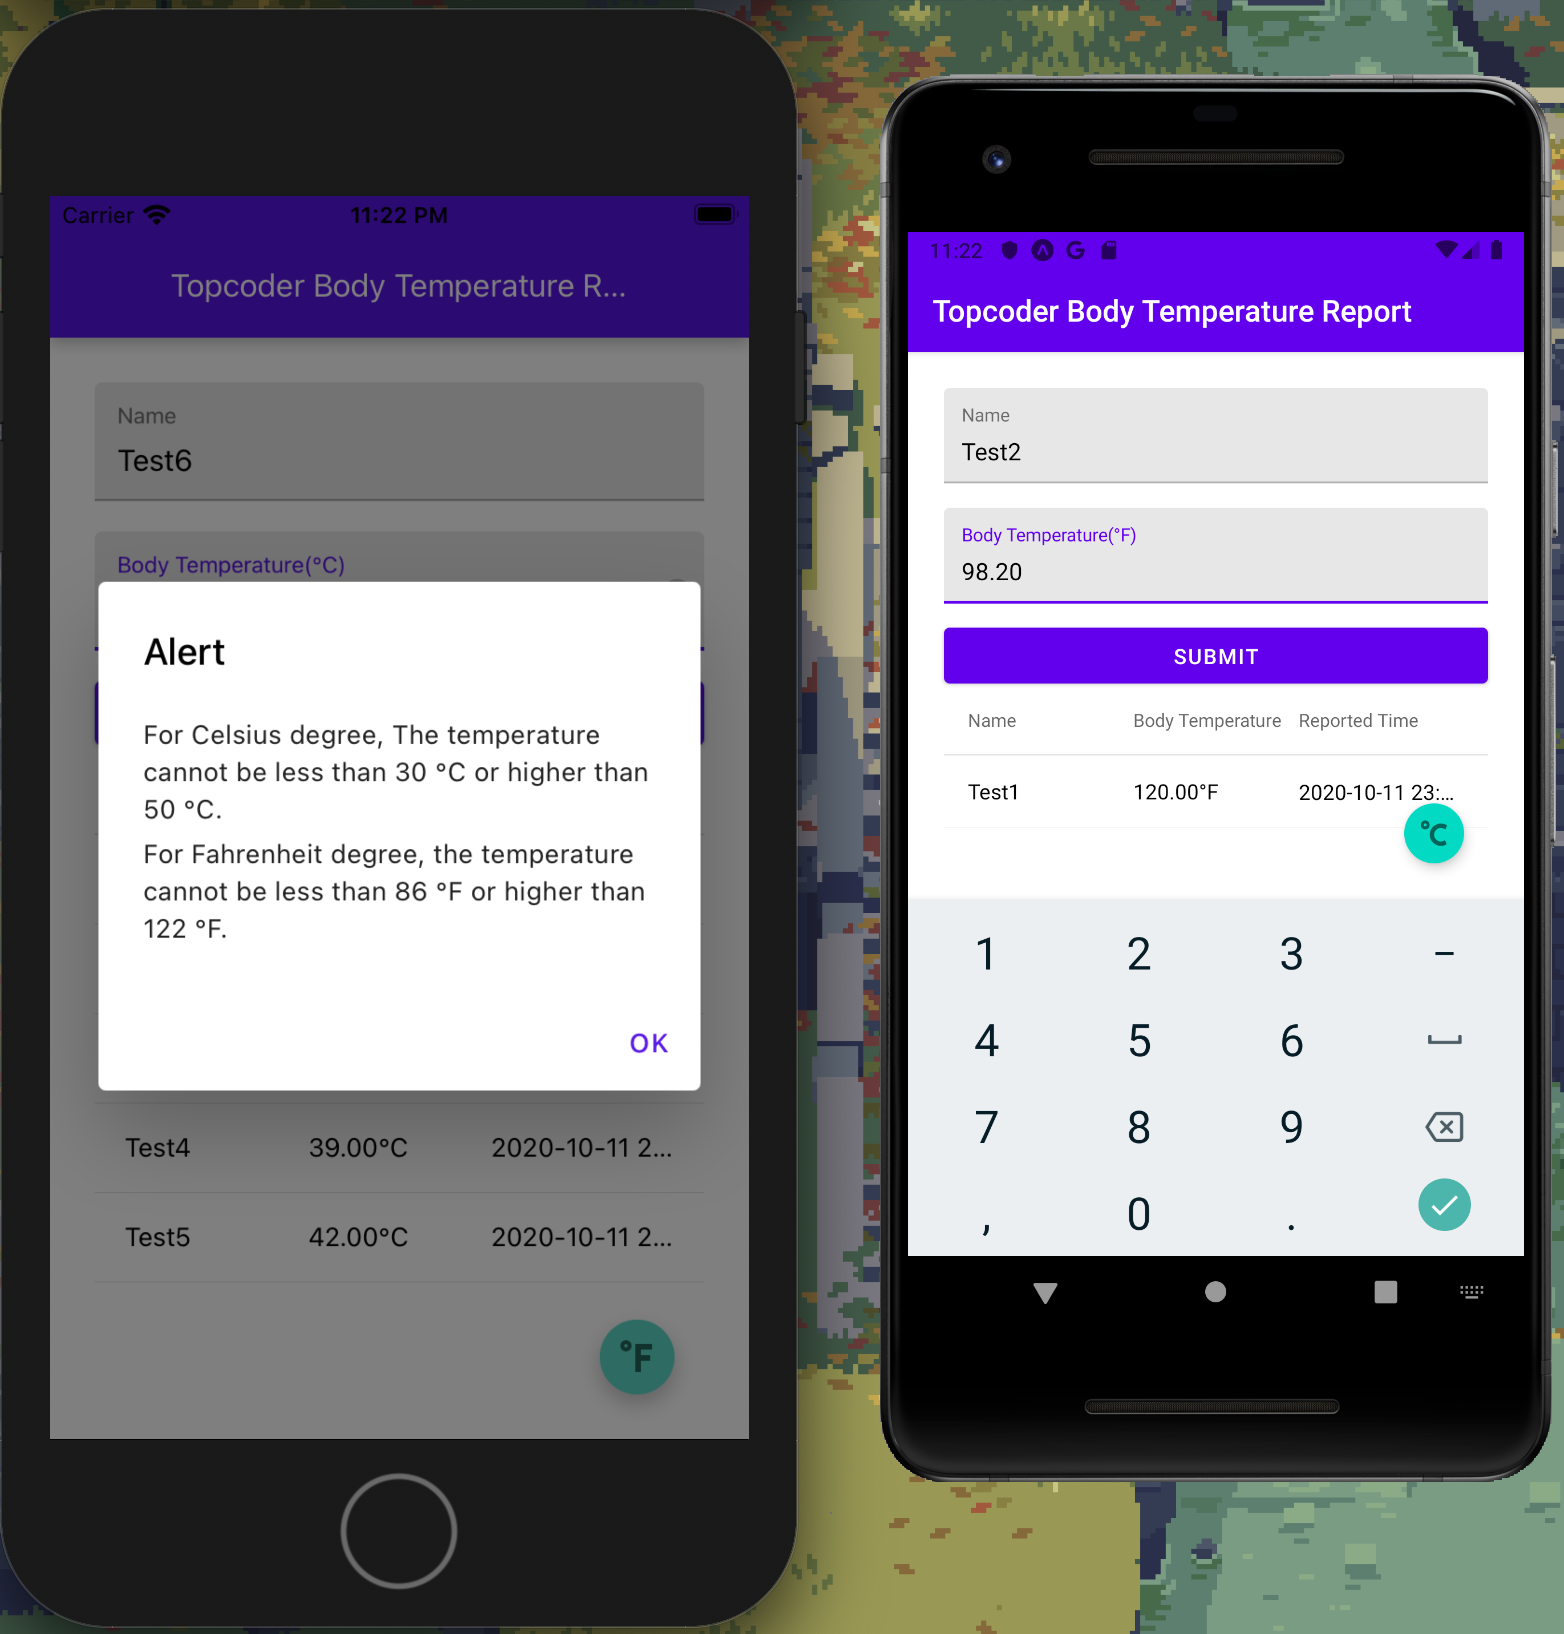 Carrier
11:22 PM
Topcoder Body Temperature R...
Name
Test6
Body Temperature(°C)
Alert
For Celsius degree, The temperature
cannot be less than 30 °C or higher than
50 °C.
For Fahrenheit degree, the temperature
cannot be less than 86 °F or higher than
122 °F.
OK
Test4 39.00°C 2020-10-11 2...
Test5 42.00°C 2020-10-11 2...
°F
11:22
Topcoder Body Temperature Report
Name
Test2
Body Temperature(°F)
98.20
SUBMIT
Name Body Temperature Reported Time
Test1 120.00°F 2020-10-11 23:...
°C
1 2 3 –
4 5 6
7 8 9
, 0 .